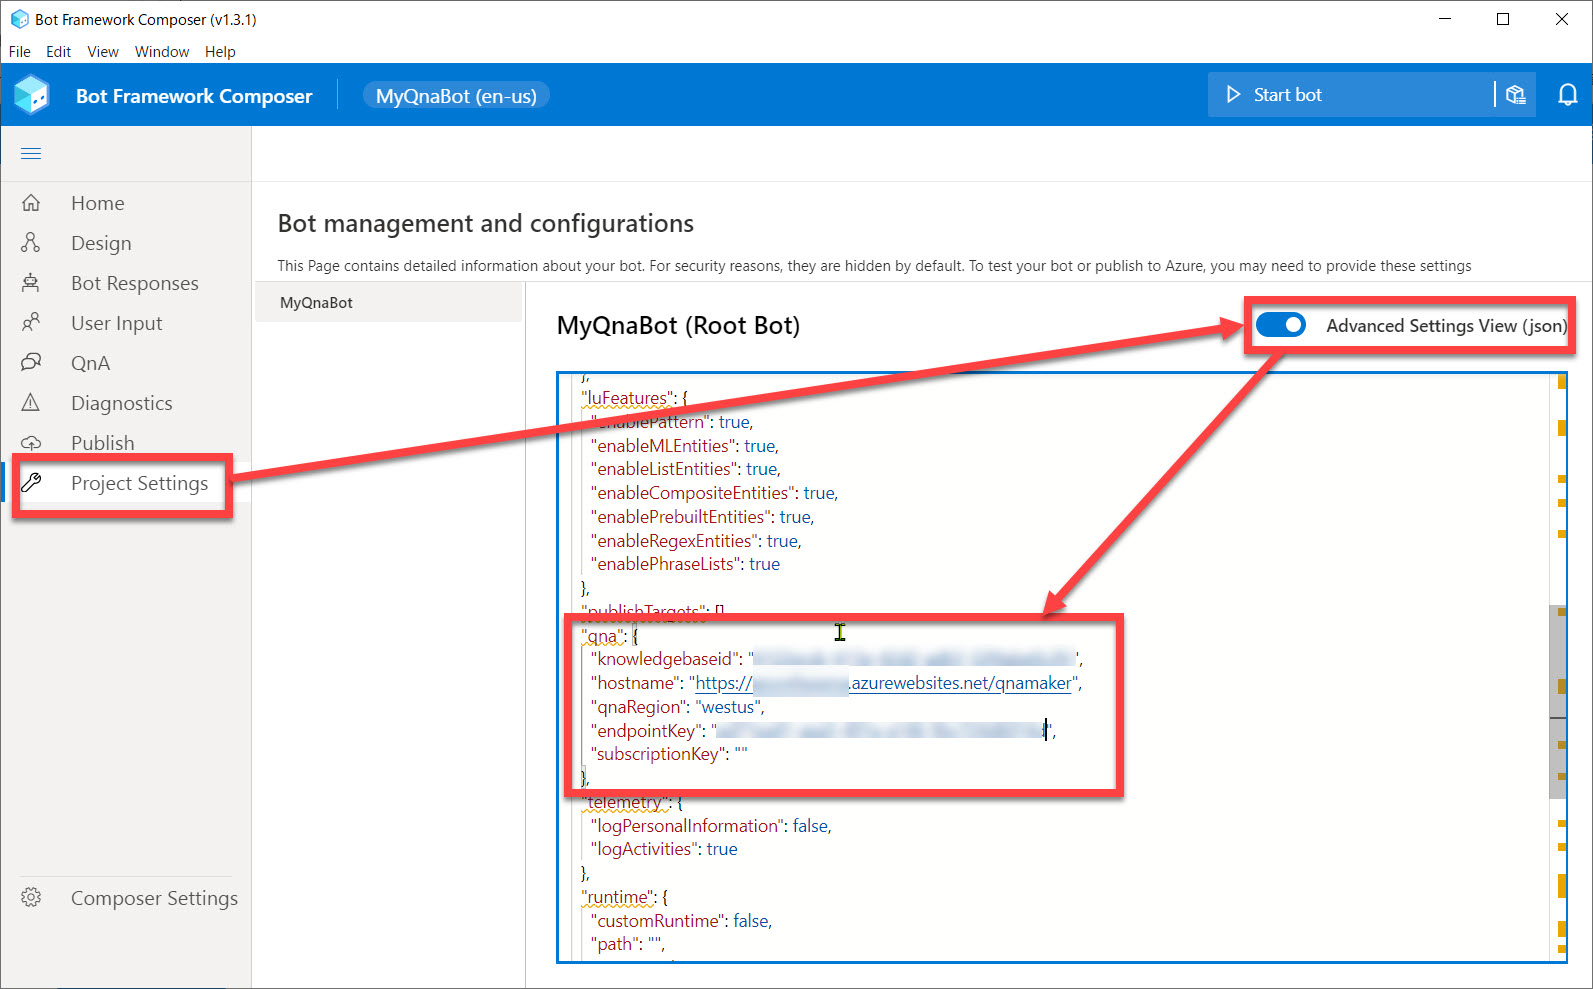 Bot Framework Composer (v1.3.1)
File Edit View Window Help
Bot Framework Composer
MyQnaBot (en-us)
Start bot
Home
Design
Bot Responses
User Input
QnA
Diagnostics
Publish
Project Settings
Composer Settings
Bot management and configurations
This Page contains detailed information about your bot. For security reasons, they are hidden by default. To test your bot or publish to Azure, you may need to provide these settings
MyQnaBot
MyQnaBot (Root Bot)
Advanced Settings View (json)
},
"luFeatures": {
"enablePattern": true,
"enableMLEntities": true,
"enableListEntities": true,
"enableCompositeEntities": true,
"enablePrebuiltEntities": true,
"enableRegexEntities": true,
"enablePhraseLists": true
},
"publishTargets": [],
"qna": {
"knowledgebaseid": "",
"hostname": "https://.azurewebsites.net/qnamaker",
"qnaRegion": "westus",
"endpointKey": "",
"subscriptionKey": ""
},
"telemetry": {
"logPersonalInformation": false,
"logActivities": true
},
"runtime": {
"customRuntime": false,
"path": "",